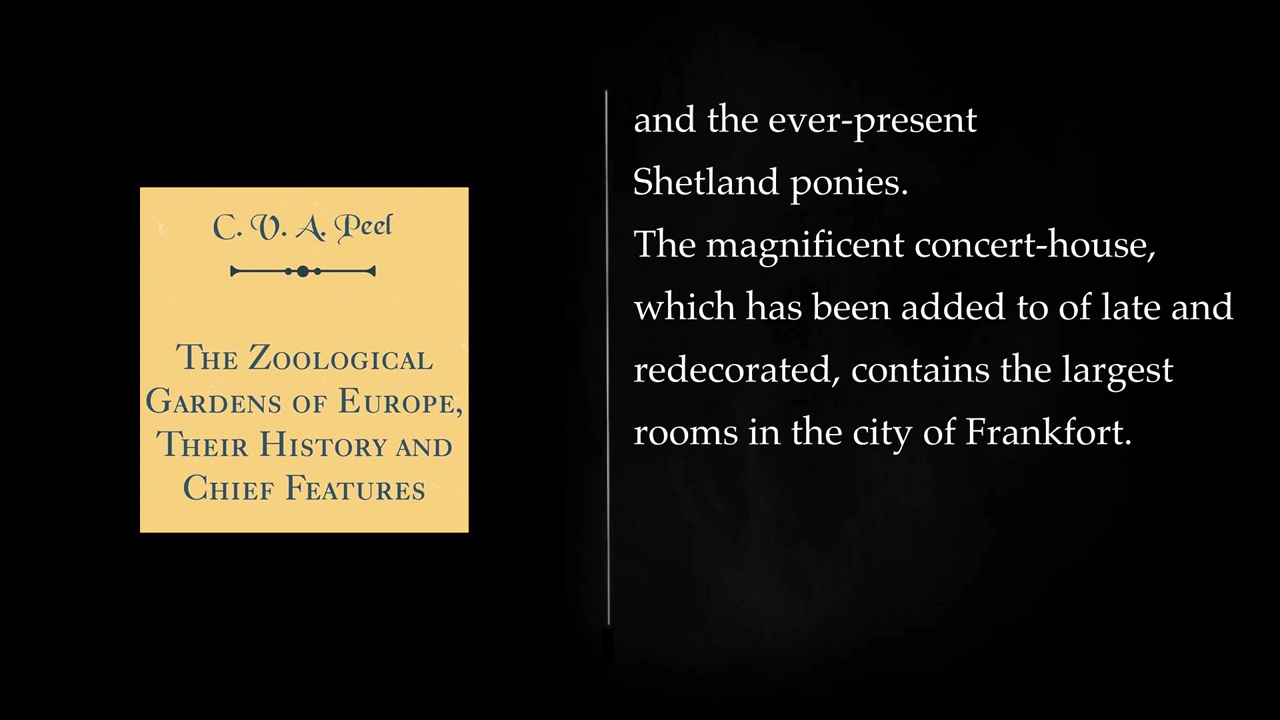 C. V. A. Peel
The Zoological
Gardens of Europe,
Their History and
Chief Features
and the ever-present
Shetland ponies.
The magnificent concert-house,
which has been added to of late and
redecorated, contains the largest
rooms in the city of Frankfort.